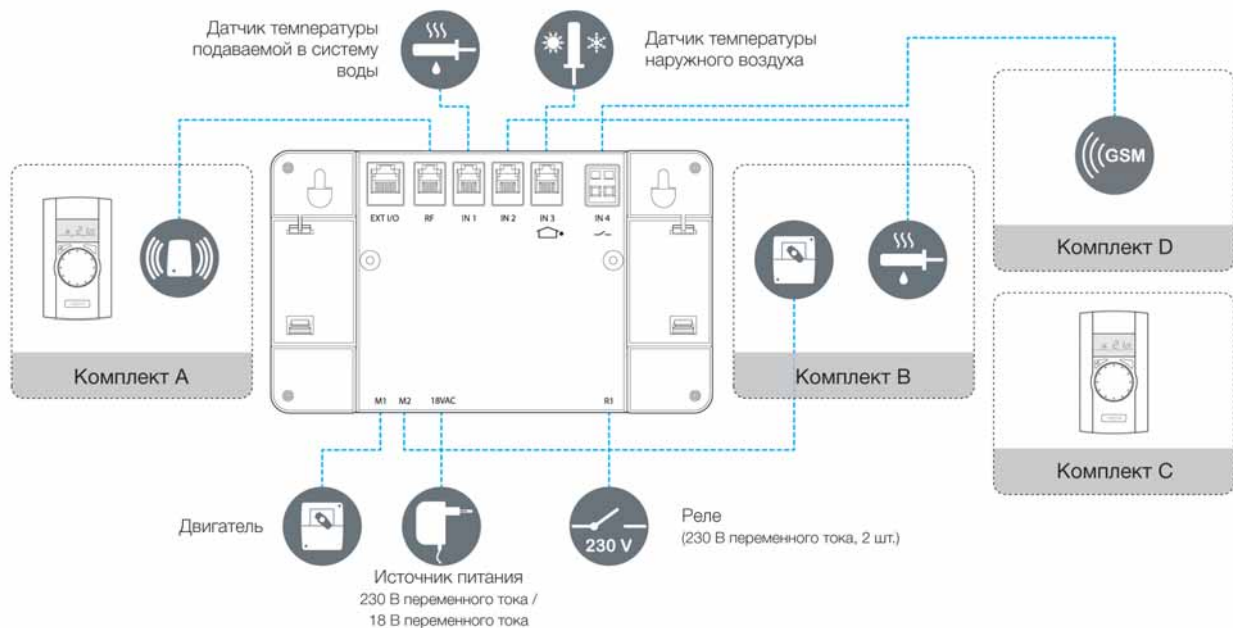 Датчик температуры
подаваемой в систему
воды
Датчик температуры
наружного воздуха
GSM
Комплект D
EXT I/O
RF
IN 1
IN 2
IN 3
IN 4
Комплект A
Комплект B
Комплект C
M1
M2
18VAC
R1
Двигатель
Источник питания
230 В переменного тока /
18 В переменного тока
230 V
Реле
(230 В переменного тока, 2 шт.)